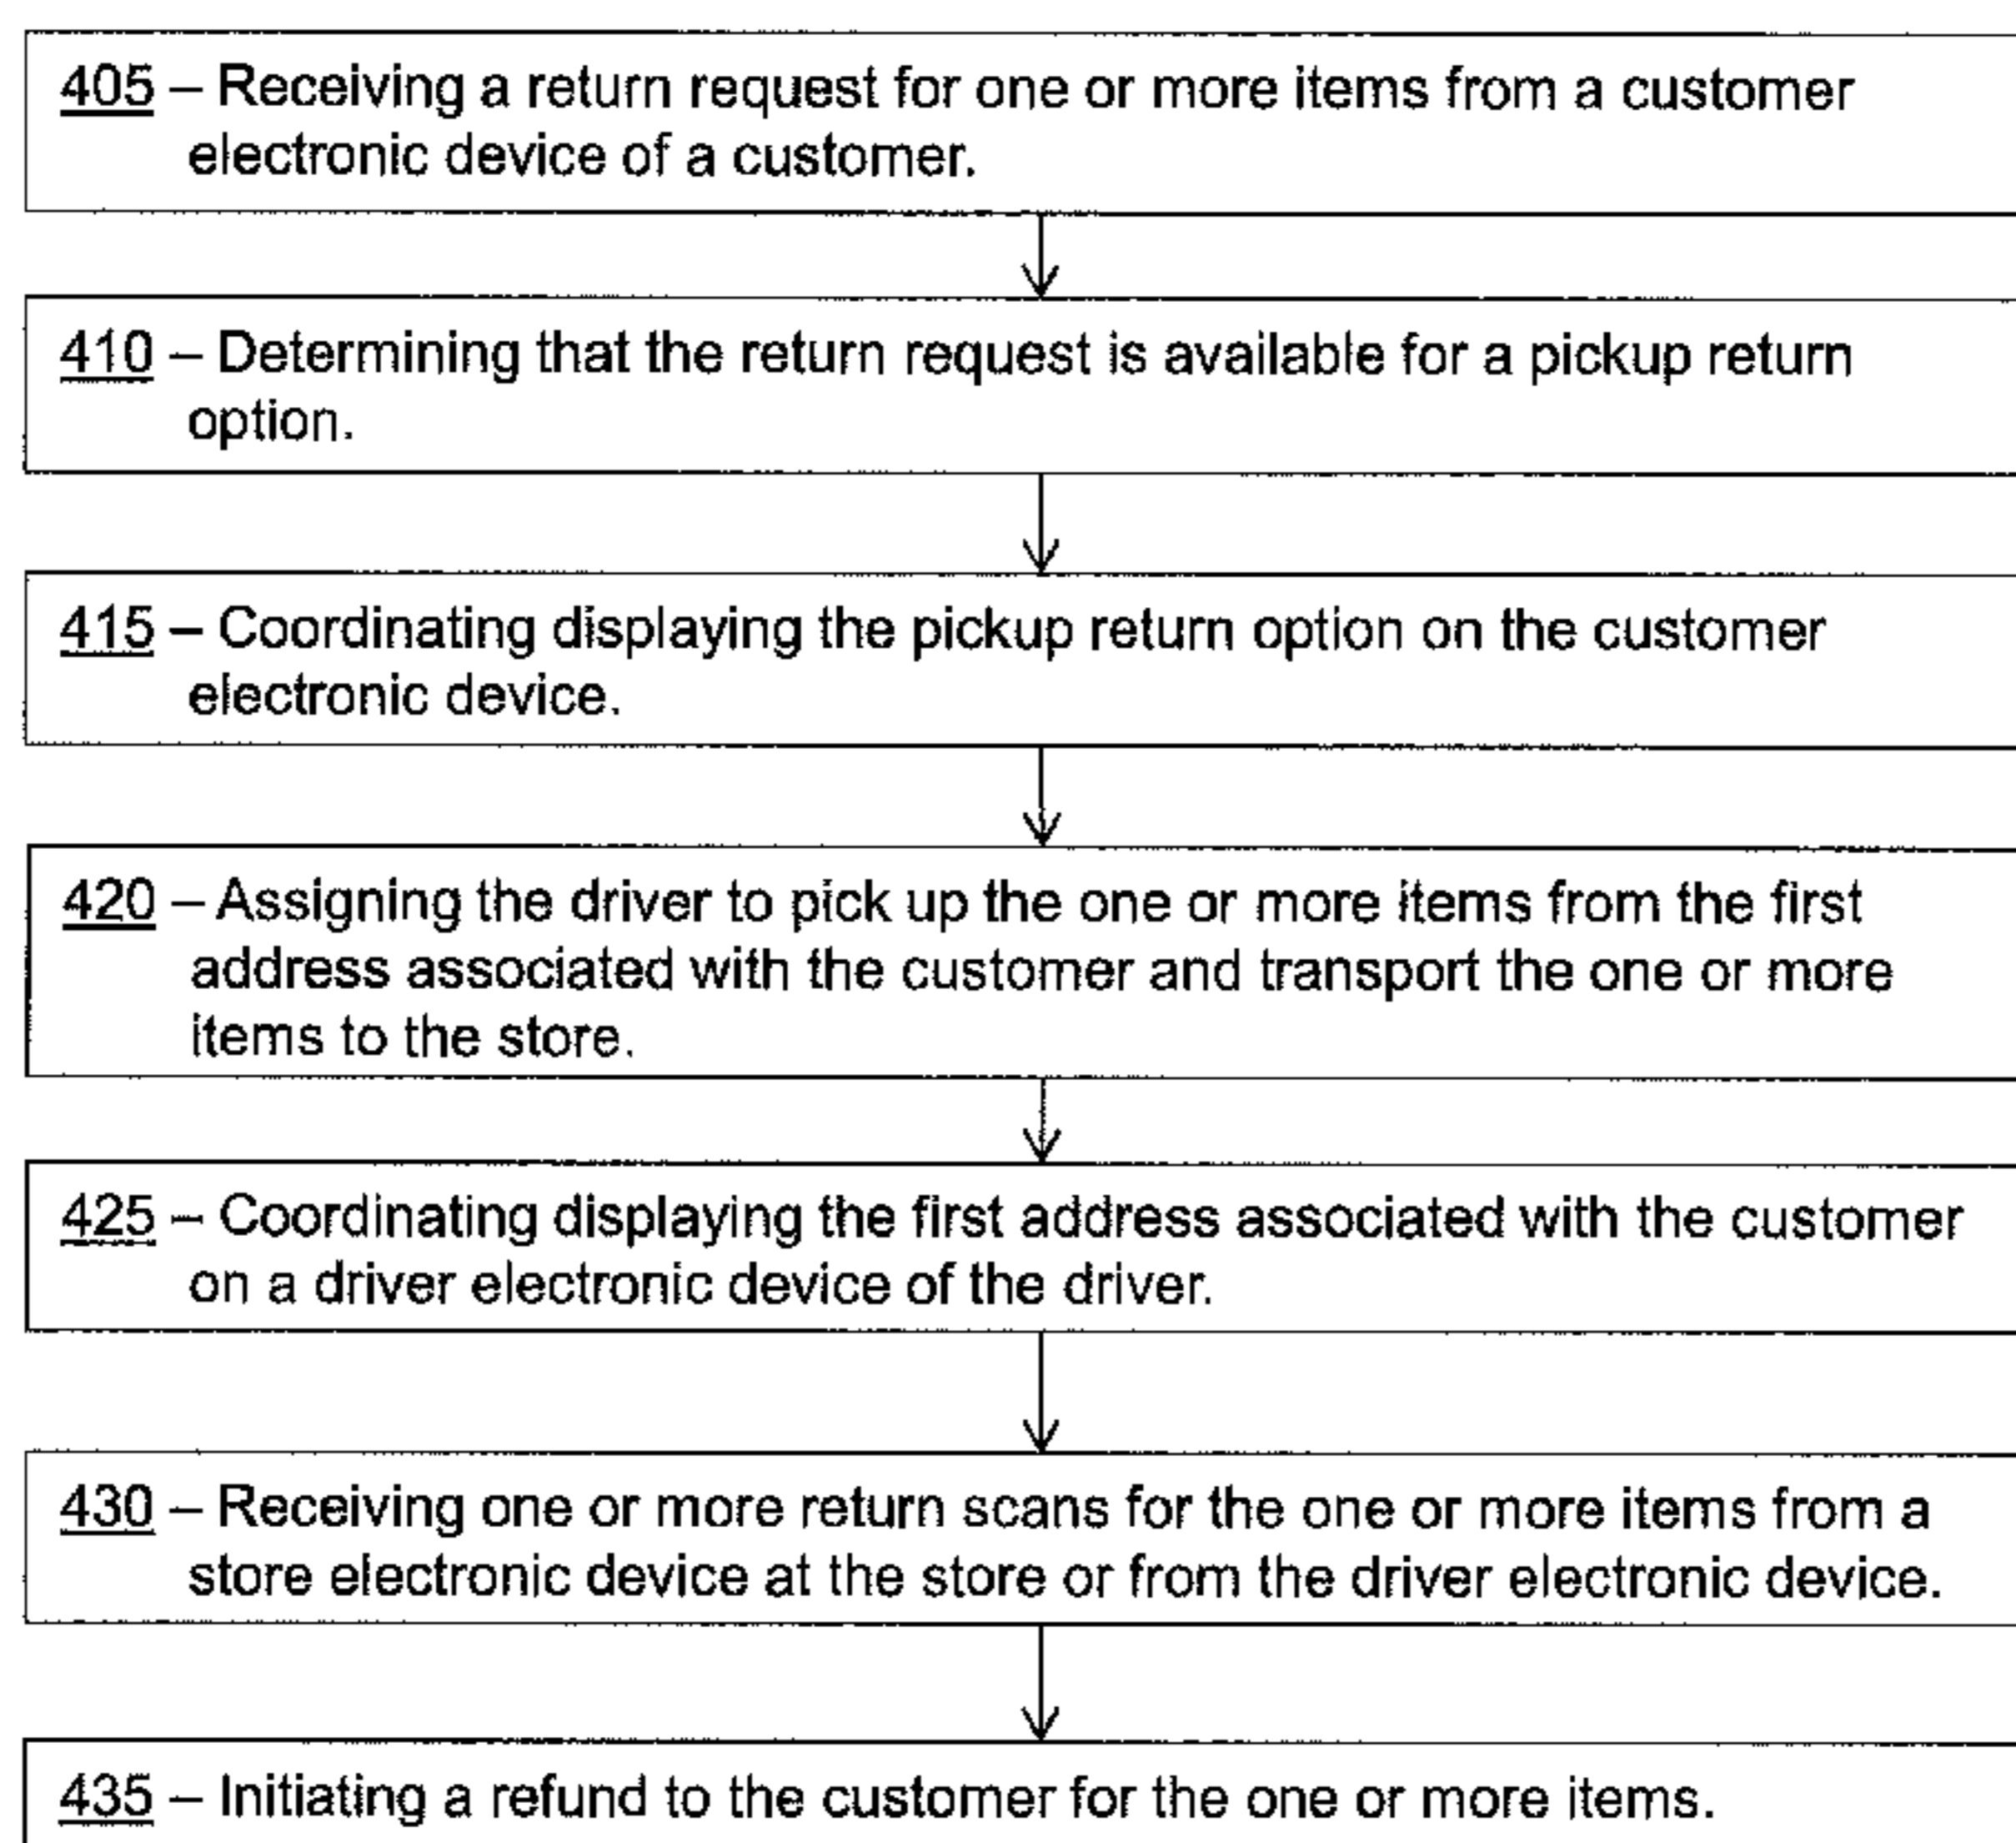 405 – Receiving a return request for one or more items from a customer
electronic device of a customer.
410 – Determining that the return request is available for a pickup return
option.
415 – Coordinating displaying the pickup return option on the customer
electronic device.
420 – Assigning the driver to pick up the one or more items from the first
address associated with the customer and transport the one or more
items to the store.
425 – Coordinating displaying the first address associated with the customer
on a driver electronic device of the driver.
430 – Receiving one or more return scans for the one or more items from a
store electronic device at the store or from the driver electronic device.
435 – Initiating a refund to the customer for the one or more items.